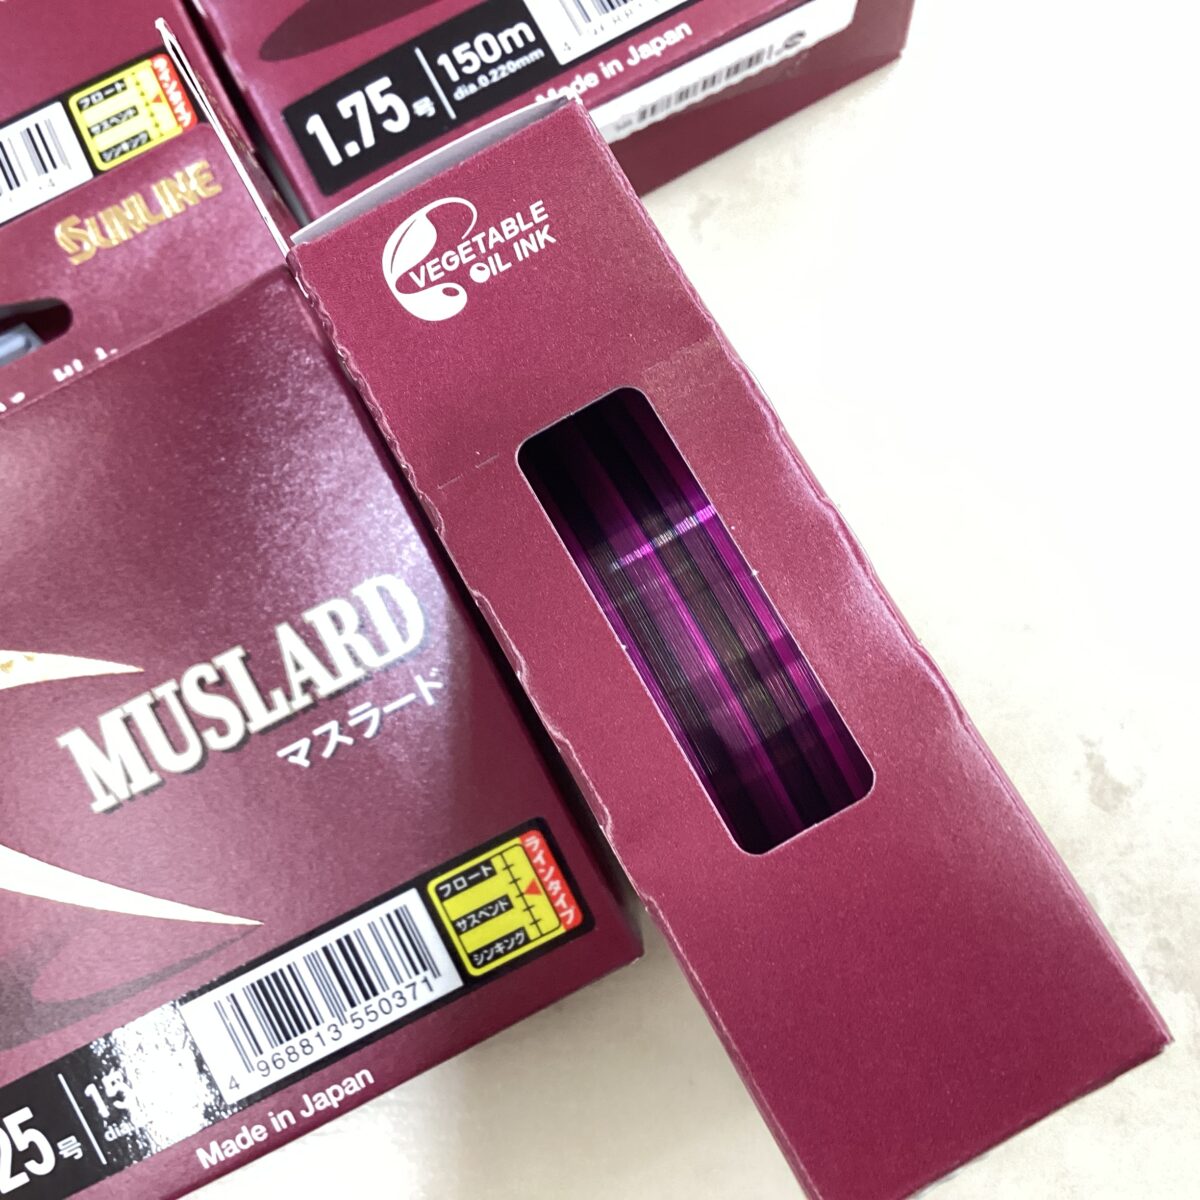 1.75号
150m
dia.0.220mm
Made in Japan
ラインタイプ
フロート
サスペンド
シンキング
SUNLINE
VEGETABLE
OIL INK
MUSLARD
マスラード
ラインタイプ
フロート
サスペンド
シンキング
4 968813 550371
25号
15
dia
Made in Japan